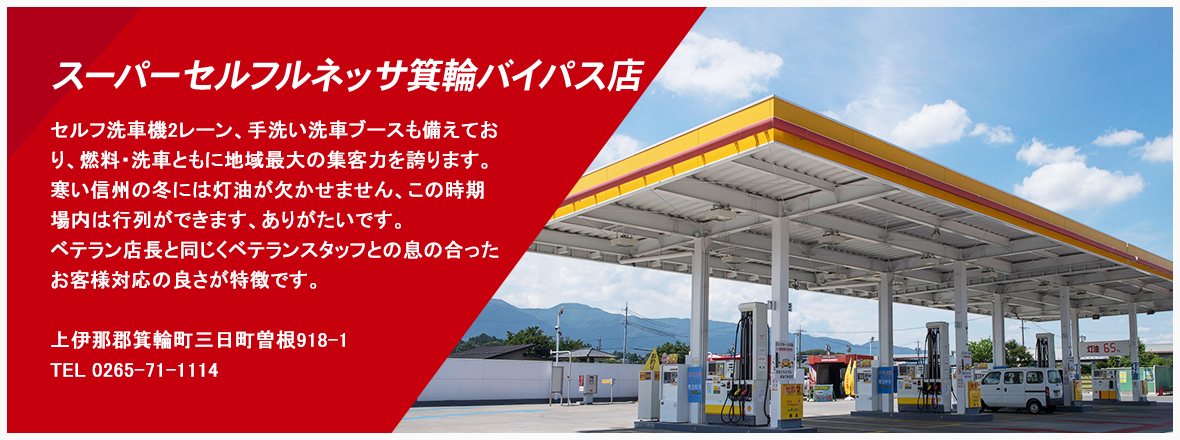 スーパーセルフルネッサ箕輪バイパス店
セルフ洗車機2レーン、手洗い洗車ブースも備えてお
り、燃料・洗車ともに地域最大の集客力を誇ります。
寒い信州の冬には灯油が欠かせません、この時期
場内は行列ができます、ありがたいです。
ベテラン店長と同じくベテランスタッフとの息の合った
お客様対応の良さが特徴です。
上伊那郡箕輪町三日町曽根918-1
TEL 0265-71-1114
灯油 65